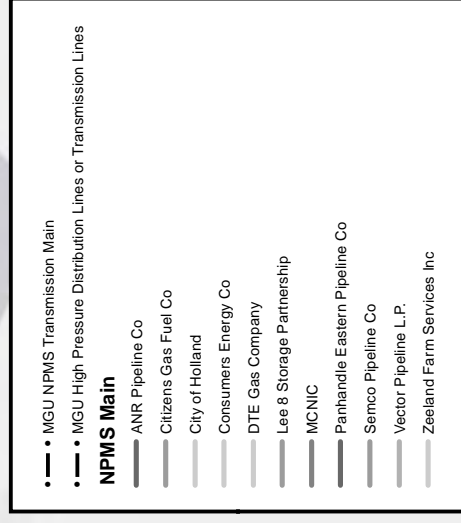 MGU NPMS Transmission Main
MGU High Pressure Distribution Lines or Transmission Lines
NPMS Main
ANR Pipeline Co
Citizens Gas Fuel Co
City of Holland
Consumers Energy Co
DTE Gas Company
Lee 8 Storage Partnership
MCNIC
Panhandle Eastern Pipeline Co
Semco Pipeline Co
Vector Pipeline L.P.
Zeeland Farm Services Inc